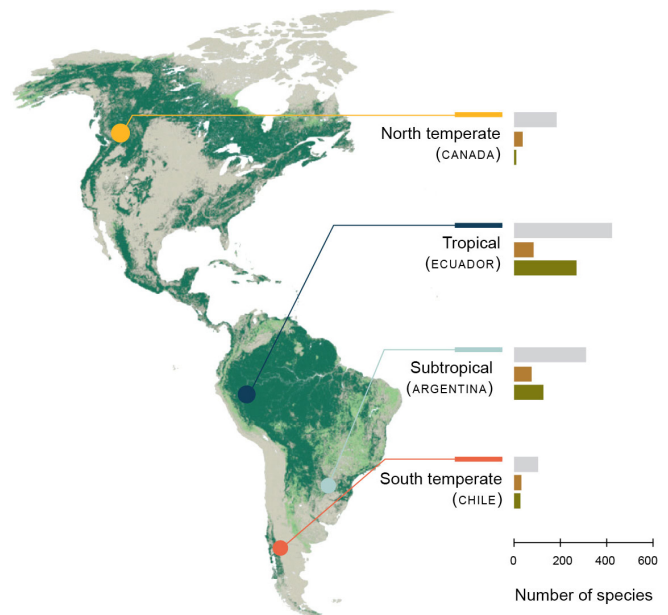 North temperate
(CANADA)
Tropical
(ECUADOR)
Subtropical
(ARGENTINA)
South temperate
(CHILE)
0 200 400 600
Number of species